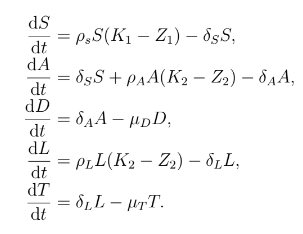 dS/dt = ρ_s S(K_1 − Z_1) − δ_S S,
dA/dt = δ_S S + ρ_A A(K_2 − Z_2) − δ_A A,
dD/dt = δ_A A − μ_D D,
dL/dt = ρ_L L(K_2 − Z_2) − δ_L L,
dT/dt = δ_L L − μ_T T.